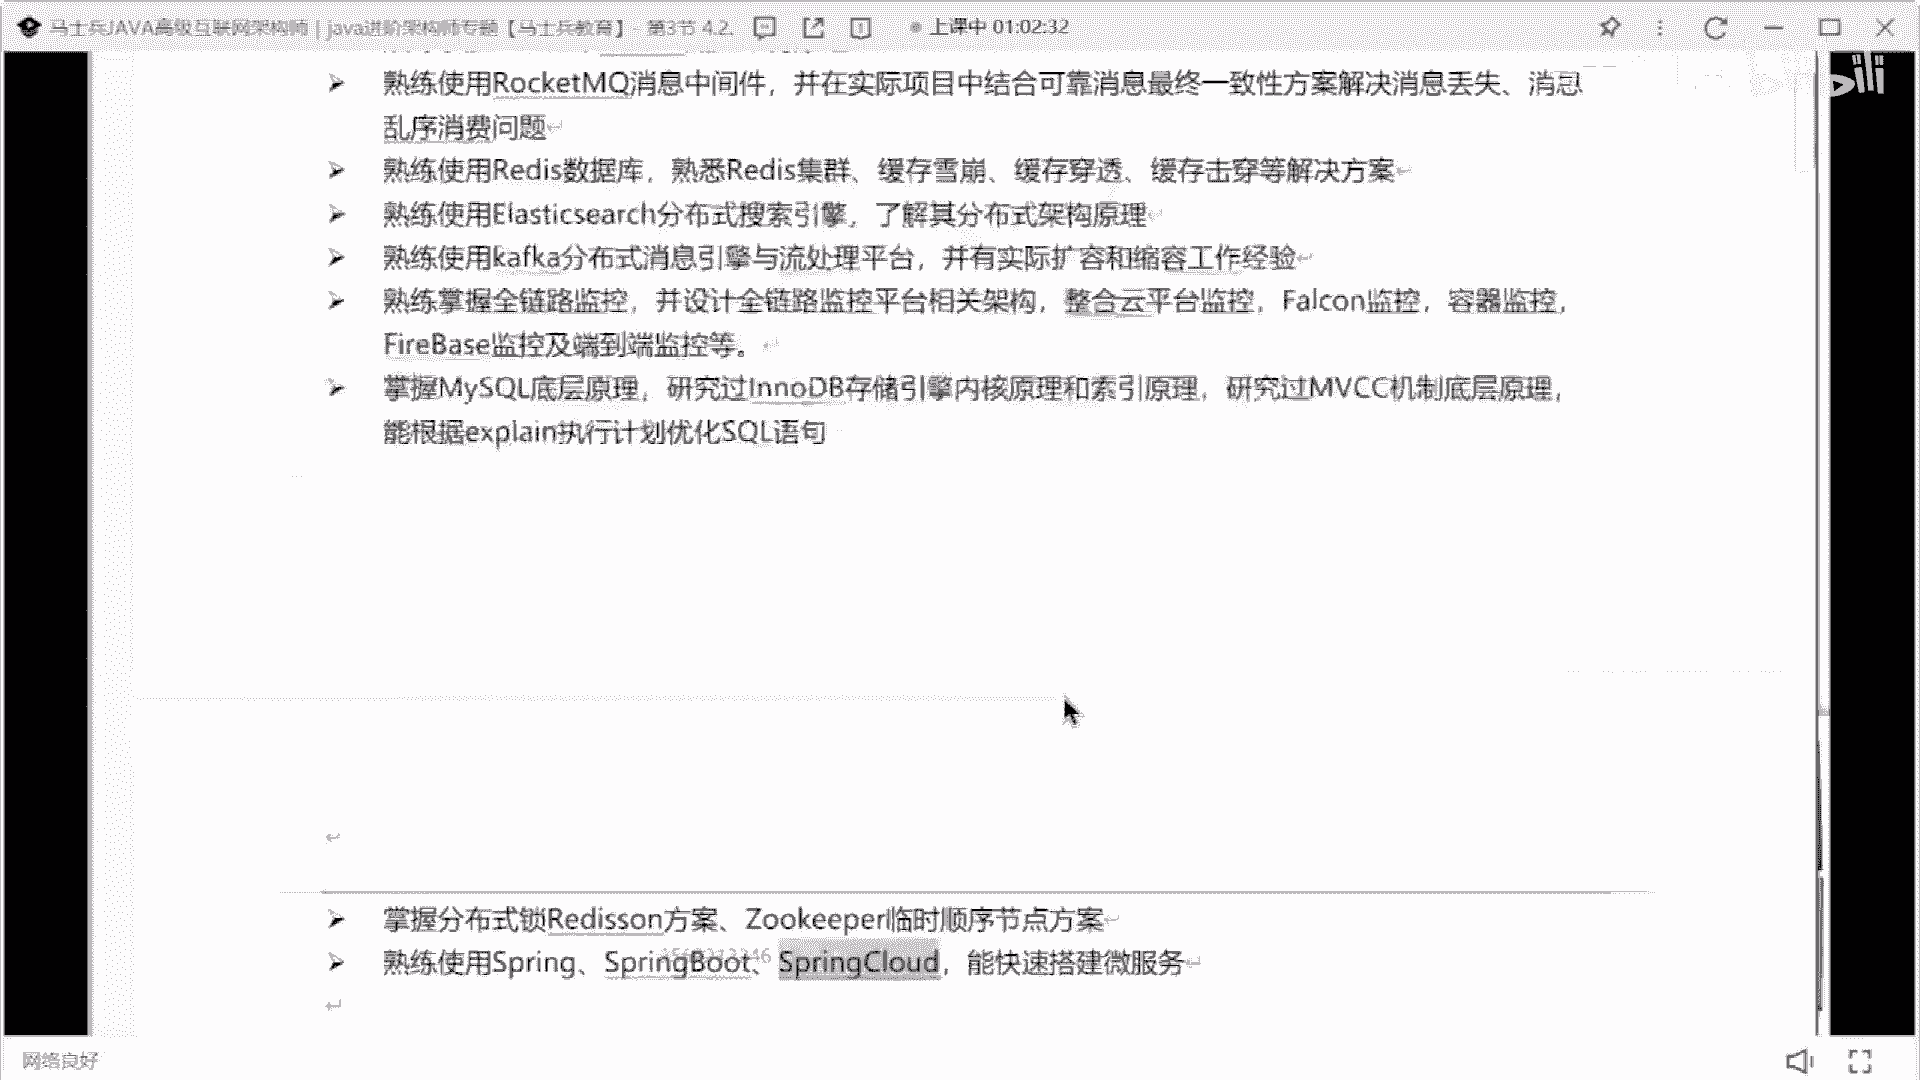 马士兵JAVA高级互联网架构师 | java进阶架构师专题【马士兵教育】- 第3节 4.2.
上课中 01:02:32
熟练使用RocketMQ消息中间件，并在实际项目中结合可靠消息最终一致性方案解决消息丢失、消息
乱序消费问题
熟练使用Redis数据库，熟悉Redis集群、缓存雪崩、缓存穿透、缓存击穿等解决方案
熟练使用Elasticsearch分布式搜索引擎，了解其分布式架构原理
熟练使用kafka分布式消息引擎与流处理平台，并有实际扩容和缩容工作经验
熟练掌握全链路监控，并设计全链路监控平台相关架构，整合云平台监控，Falcon监控，容器监控，
FireBase监控及端到端监控等。
掌握MySQL底层原理，研究过InnoDB存储引擎内核原理和索引原理，研究过MVCC机制底层原理，
能根据explain执行计划优化SQL语句
掌握分布式锁Redisson方案、Zookeeper临时顺序节点方案
熟练使用Spring、SpringBoot、SpringCloud，能快速搭建微服务
网络良好